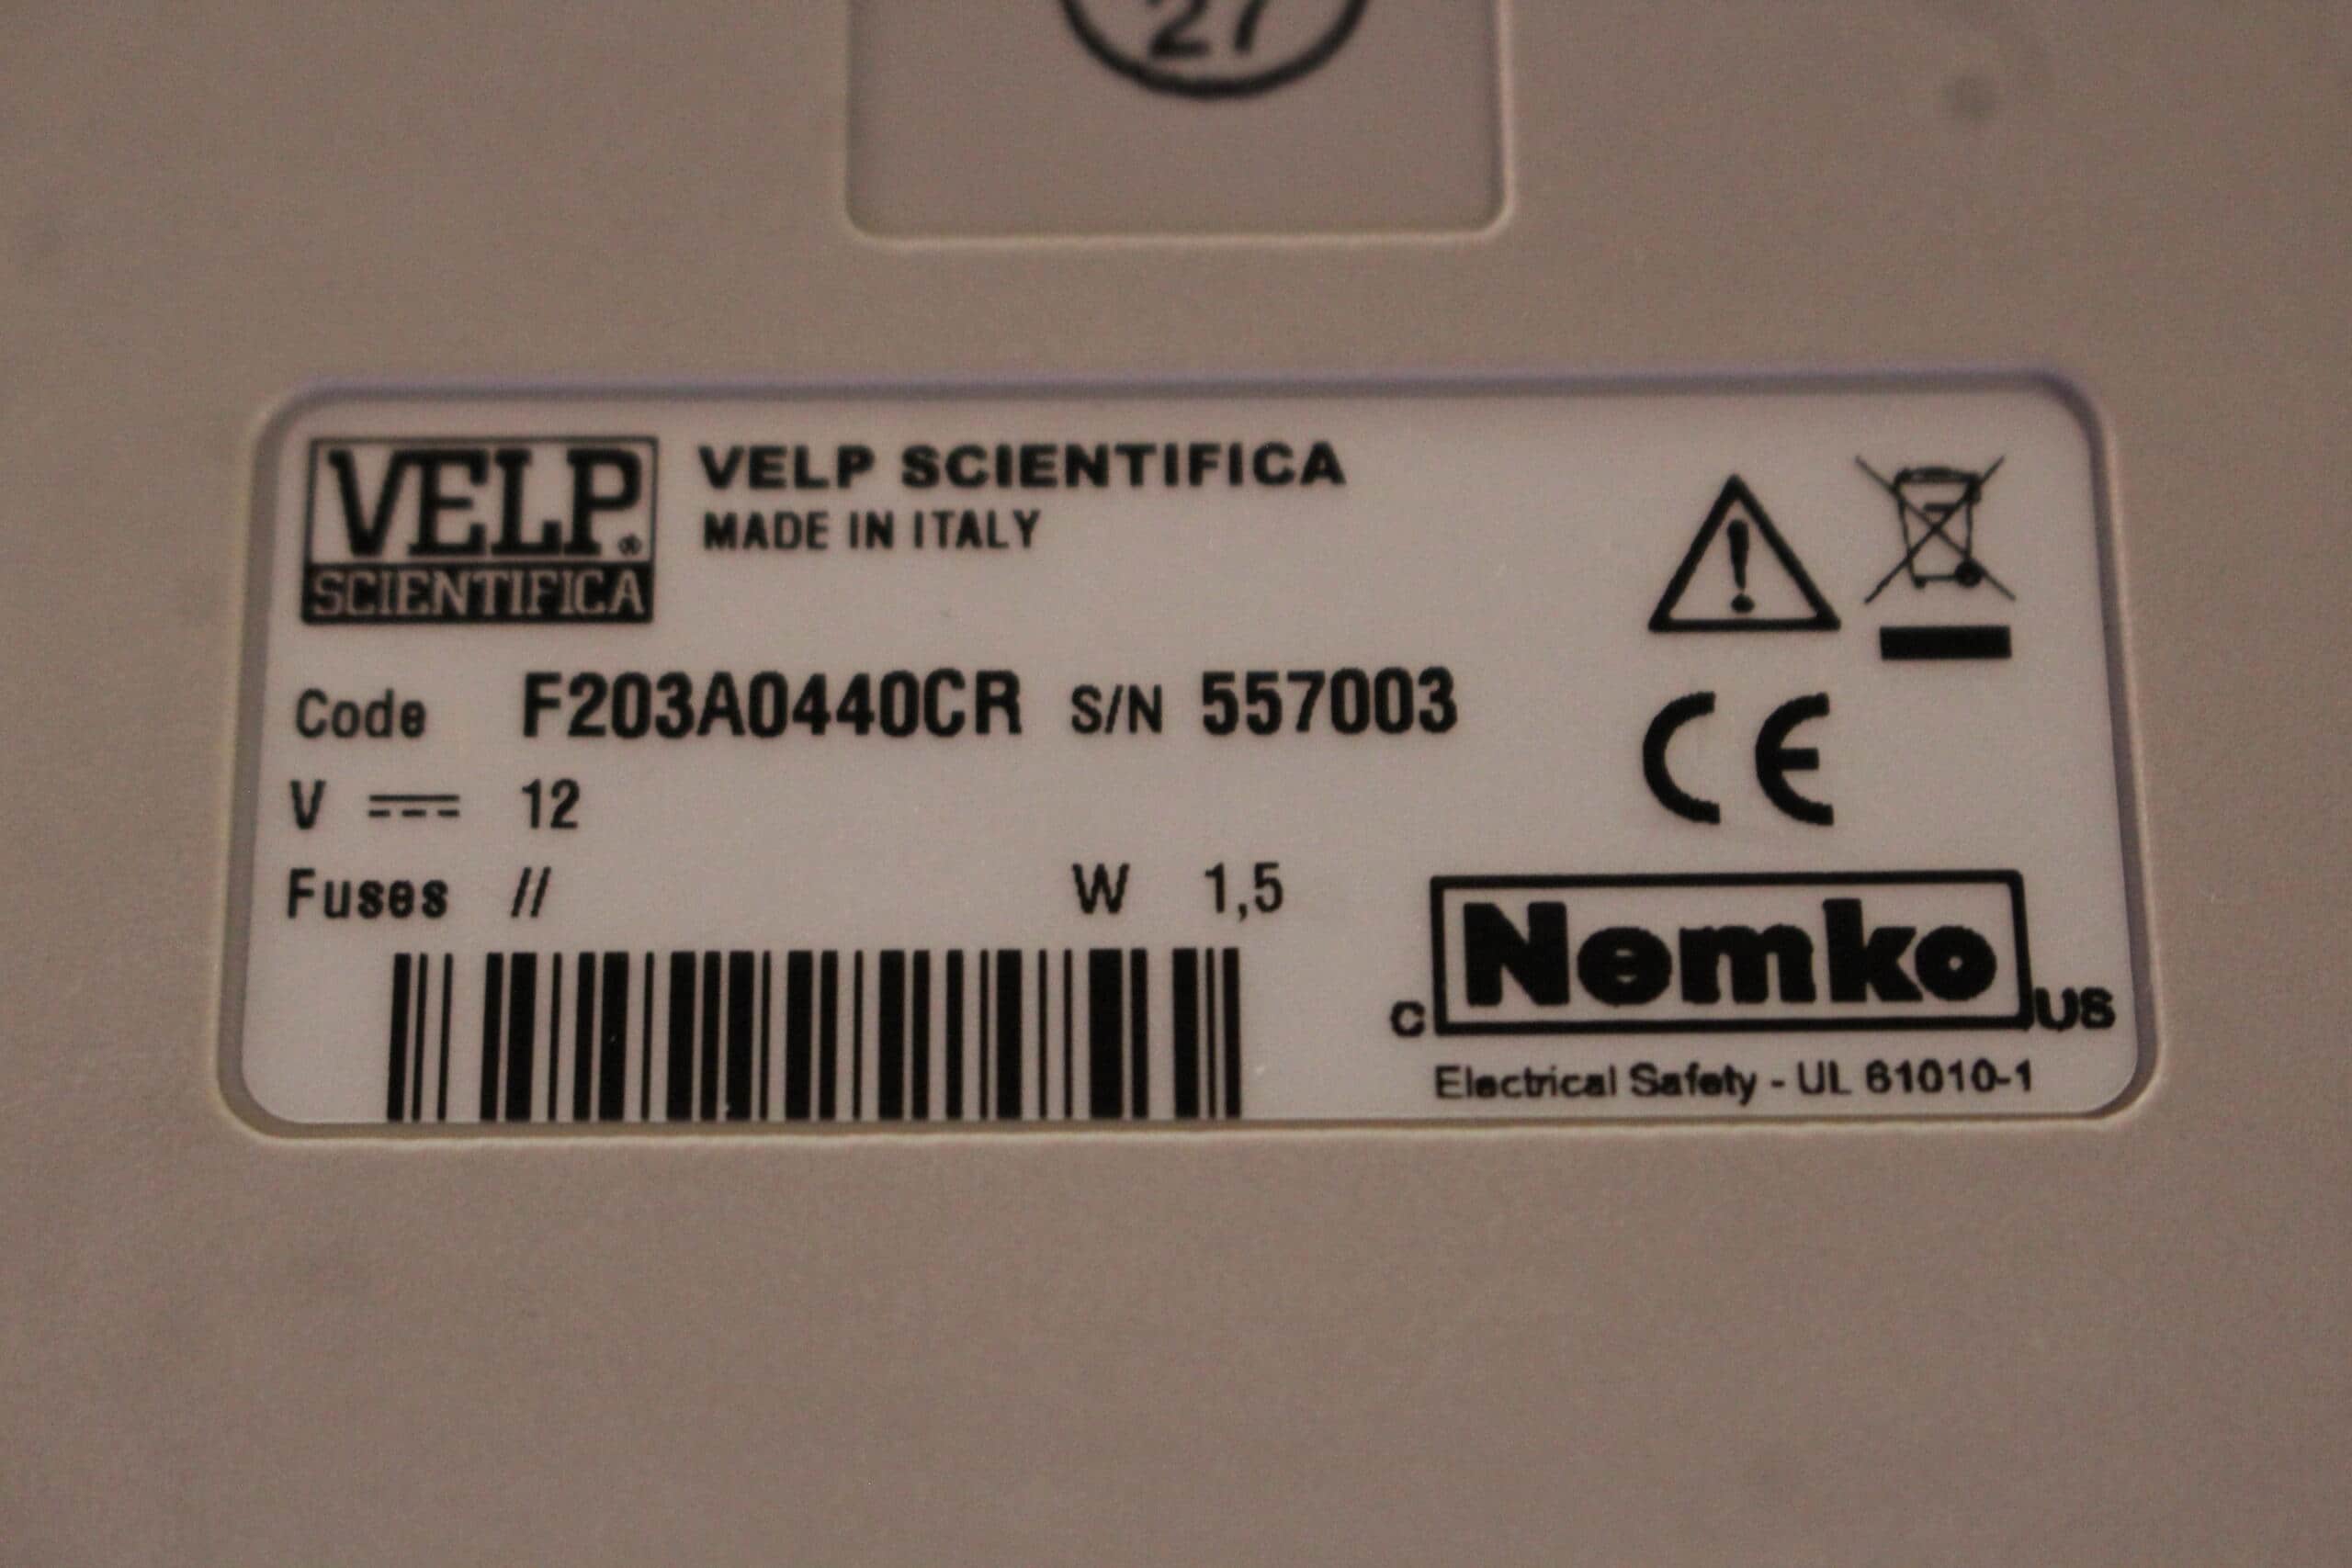 27
VELP®
SCIENTIFICA
VELP SCIENTIFICA
MADE IN ITALY
Code F203A0440CR S/N 557003
V 12
Fuses // W 1,5
CE
c Nemko US
Electrical Safety - UL 61010-1